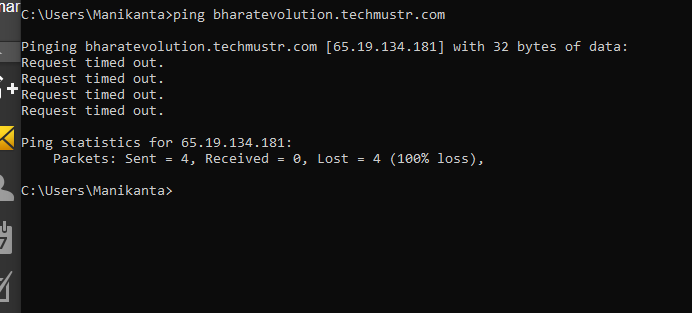 C:\Users\Manikanta>ping bharatevolution.techmustr.com
Pinging bharatevolution.techmustr.com [65.19.134.181] with 32 bytes of data:
Request timed out.
Request timed out.
Request timed out.
Request timed out.
Ping statistics for 65.19.134.181:
    Packets: Sent = 4, Received = 0, Lost = 4 (100% loss),
C:\Users\Manikanta>